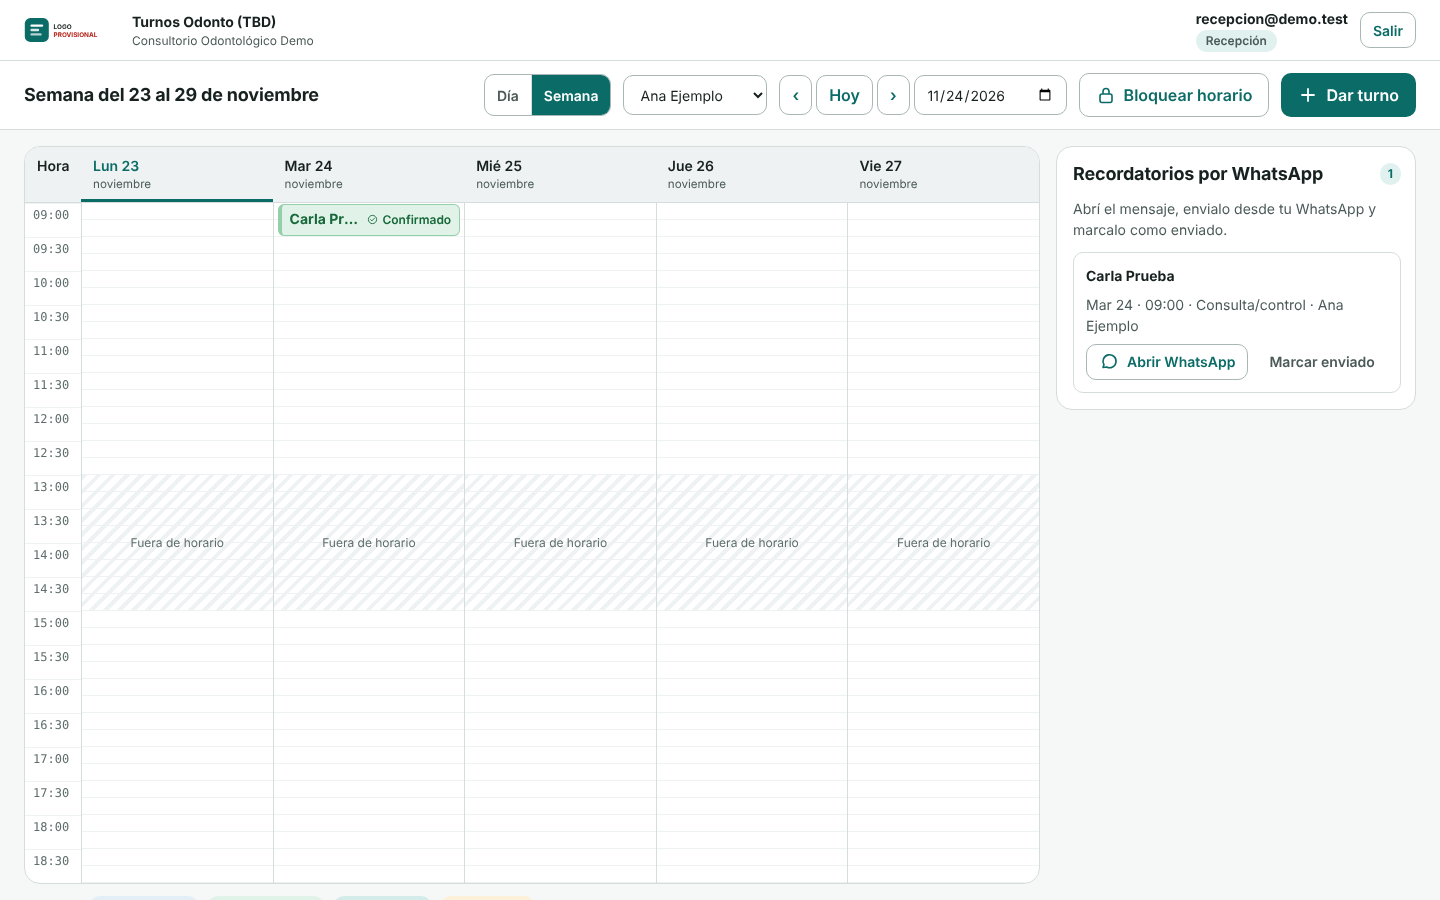 LOGO
PROVISIONAL
Turnos Odonto (TBD)
Consultorio Odontológico Demo
recepcion@demo.test
Recepción
Salir
Semana del 23 al 29 de noviembre
Día
Semana
Ana Ejemplo
‹
Hoy
›
11/24/2026
Bloquear horario
+ Dar turno
Hora
Lun 23
noviembre
Mar 24
noviembre
Mié 25
noviembre
Jue 26
noviembre
Vie 27
noviembre
09:00
Carla Pr... Confirmado
09:30
10:00
10:30
11:00
11:30
12:00
12:30
13:00
13:30
Fuera de horario
Fuera de horario
Fuera de horario
Fuera de horario
Fuera de horario
14:00
14:30
15:00
15:30
16:00
16:30
17:00
17:30
18:00
18:30
Recordatorios por WhatsApp
1
Abrí el mensaje, envialo desde tu WhatsApp y
marcalo como enviado.
Carla Prueba
Mar 24 · 09:00 · Consulta/control · Ana
Ejemplo
Abrir WhatsApp
Marcar enviado